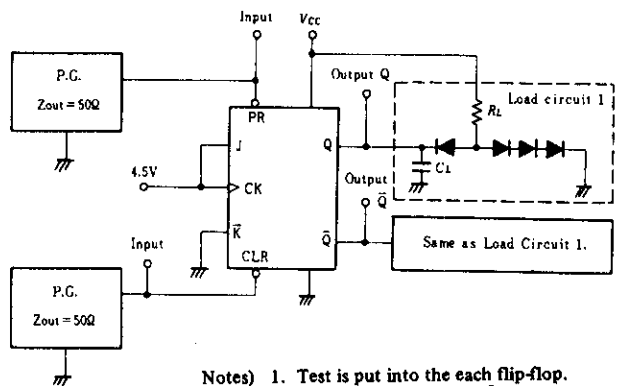 Input
Vcc
P.G.
Zout = 50Ω
Output Q
Load circuit 1
RL
PR
J
Q
CL
4.5V
CK
Output
Q̅
K̅
Q̅
Same as Load Circuit 1.
Input
CLR
P.G.
Zout = 50Ω
Notes) 1. Test is put into the each flip-flop.